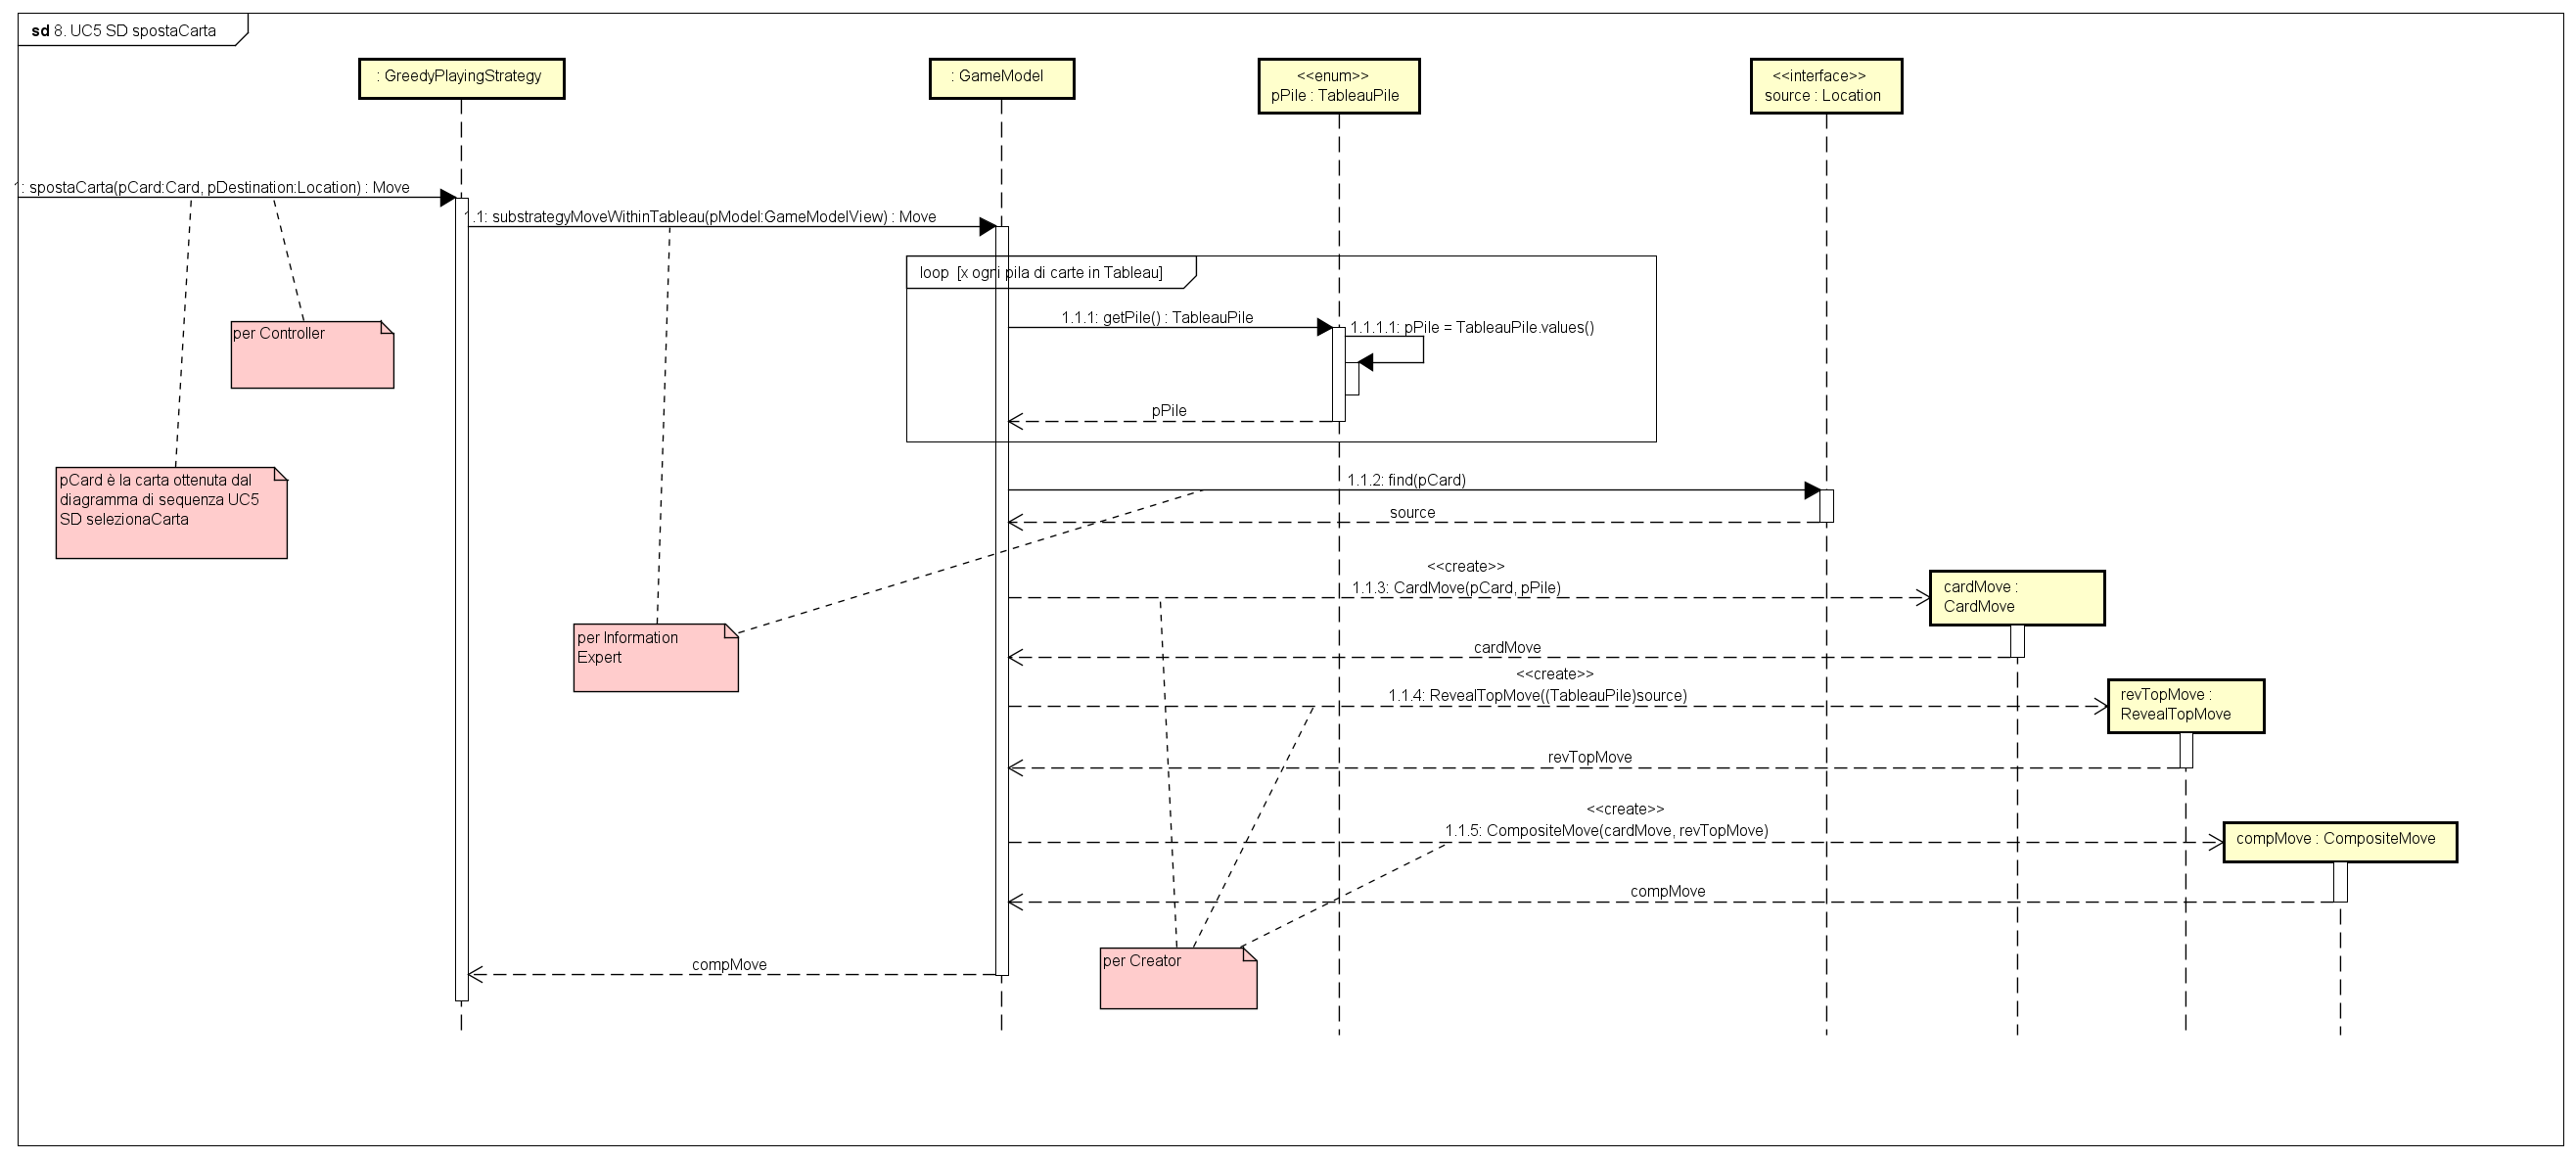 sd 8. UC5 SD spostaCarta
: GreedyPlayingStrategy
: GameModel
<<enum>>
pPile : TableauPile
<<interface>>
source : Location
1: spostaCarta(pCard:Card, pDestination:Location) : Move
1.1: substrategyMoveWithinTableau(pModel:GameModelView) : Move
loop [x ogni pila di carte in Tableau]
1.1.1: getPile() : TableauPile
1.1.1.1: pPile = TableauPile.values()
per Controller
pPile
pCard è la carta ottenuta dal
diagramma di sequenza UC5
SD selezionaCarta
1.1.2: find(pCard)
source
<<create>>
1.1.3: CardMove(pCard, pPile)
cardMove :
CardMove
per Information
Expert
cardMove
<<create>>
1.1.4: RevealTopMove((TableauPile)source)
revTopMove :
RevealTopMove
revTopMove
<<create>>
1.1.5: CompositeMove(cardMove, revTopMove)
compMove : CompositeMove
compMove
per Creator
compMove